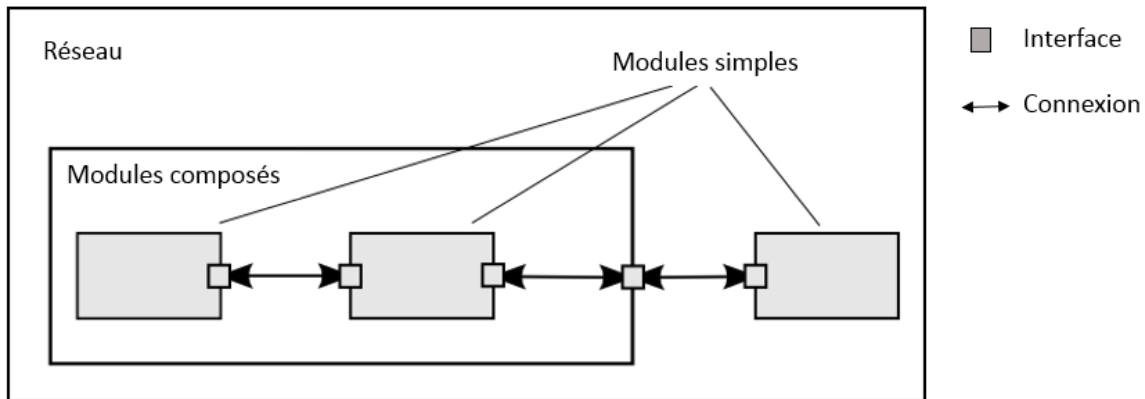 Réseau
Modules simples
Modules composés
Interface
Connexion